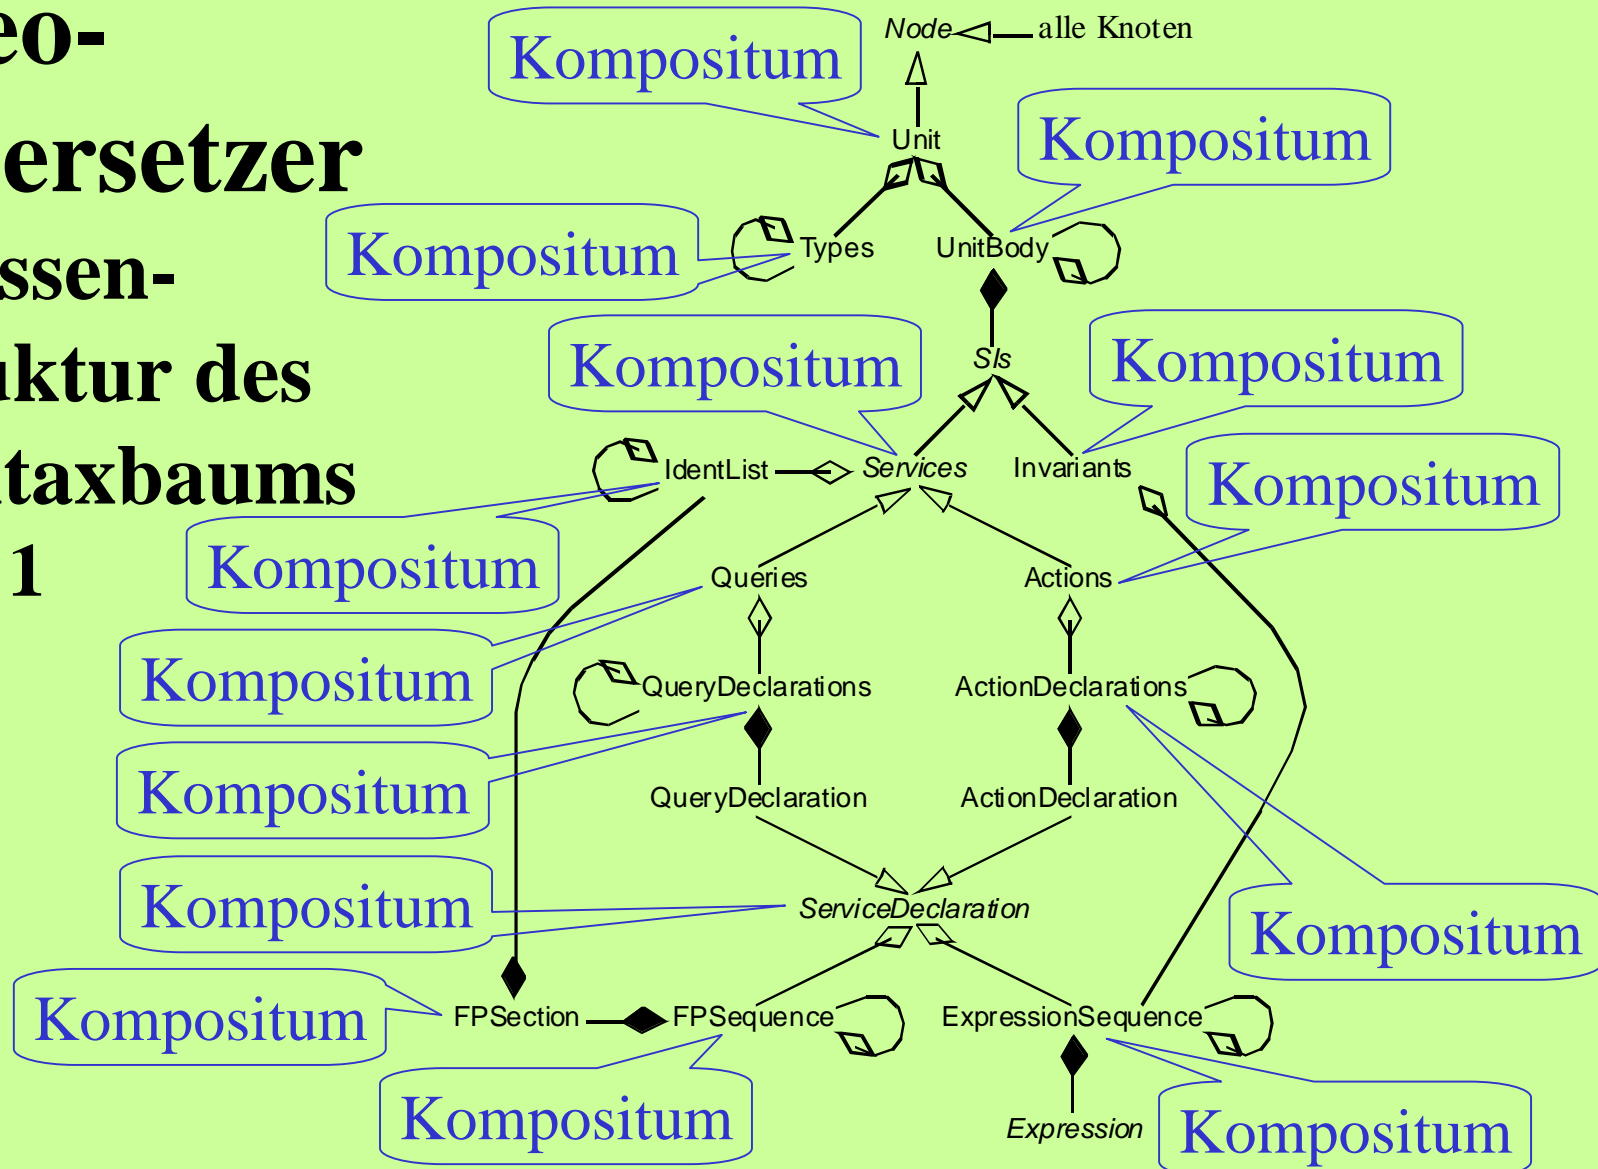 eo-
ersetzer
ssen-
uktur des
taxbaums
1
Node alle Knoten
Kompositum
Unit
Kompositum
Kompositum
Types UnitBody
Kompositum
SIs
Kompositum
IdentList Services Invariants
Kompositum
Kompositum
Queries Actions
Kompositum
QueryDeclarations ActionDeclarations
Kompositum
QueryDeclaration ActionDeclaration
Kompositum
ServiceDeclaration
Kompositum
Kompositum
FPSection FPSequence ExpressionSequence
Kompositum
Expression
Kompositum